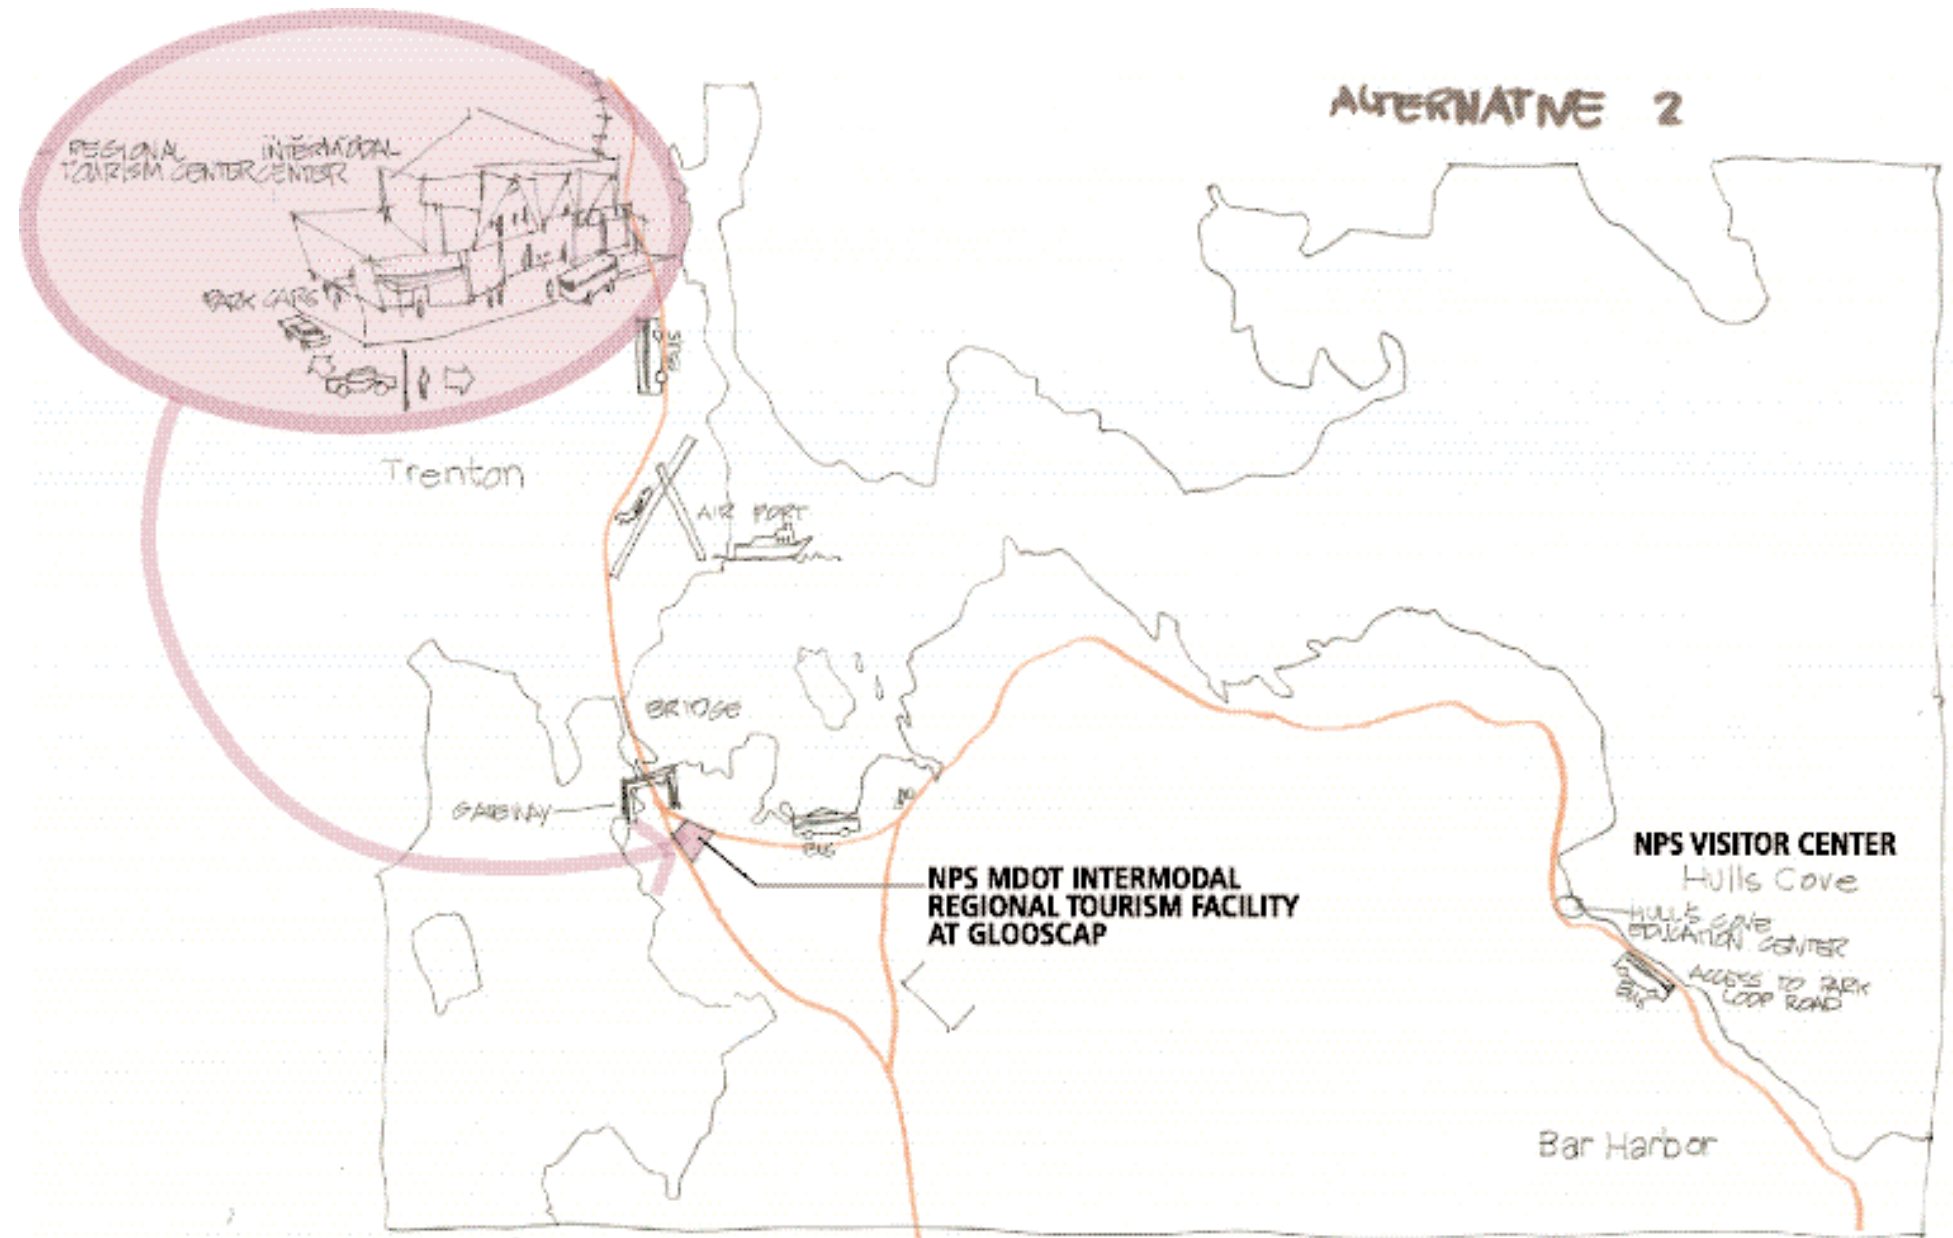 ALTERNATIVE 2
REGIONAL
TOURISM CENTER
INTERMODAL
CENTER
PARK CARS
BUS
Trenton
AIR PORT
BRIDGE
GATEWAY
BUS
NPS MDOT INTERMODAL
REGIONAL TOURISM FACILITY
AT GLOOSCAP
NPS VISITOR CENTER
Hulls Cove
HULLS COVE
EDUCATION CENTER
ACCESS TO PARK
LOOP ROAD
BUS
Bar Harbor